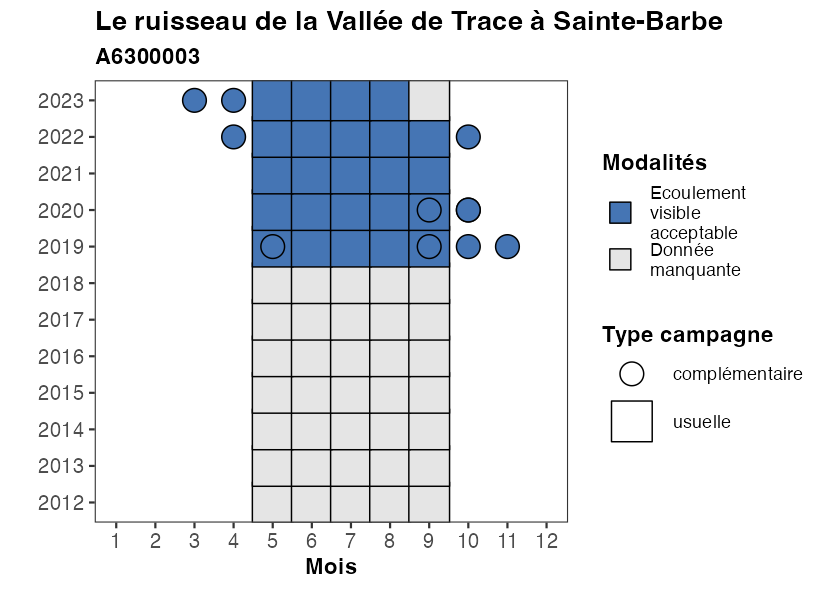 Le ruisseau de la Vallée de Trace à Sainte-Barbe
A6300003
2023
2022
2021
2020
2019
2018
2017
2016
2015
2014
2013
2012
1 2 3 4 5 6 7 8 9 10 11 12
Mois
Modalités
Ecoulement
visible
acceptable
Donnée
manquante
Type campagne
complémentaire
usuelle